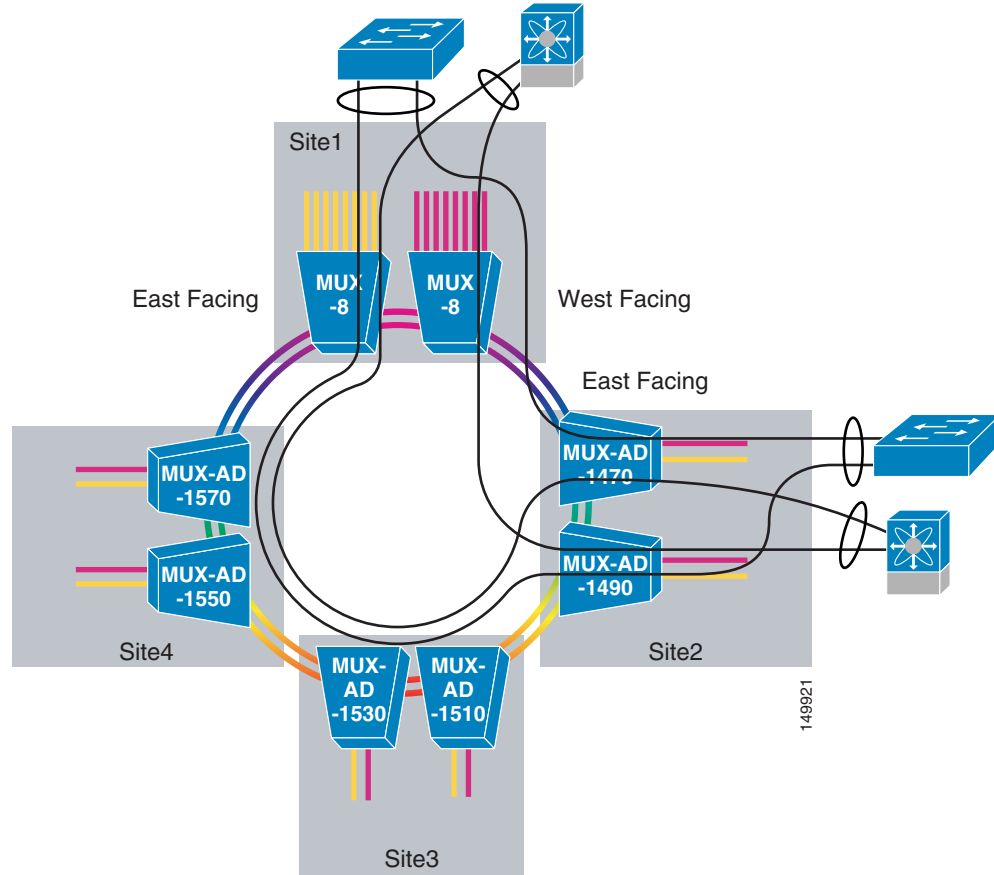 Site1
MUX
-8
MUX
-8
East Facing
West Facing
East Facing
MUX-AD
-1570
MUX-AD
-1470
MUX-AD
-1550
MUX-AD
-1490
Site4
Site2
MUX-
AD
-1530
MUX-
AD
-1510
149921
Site3